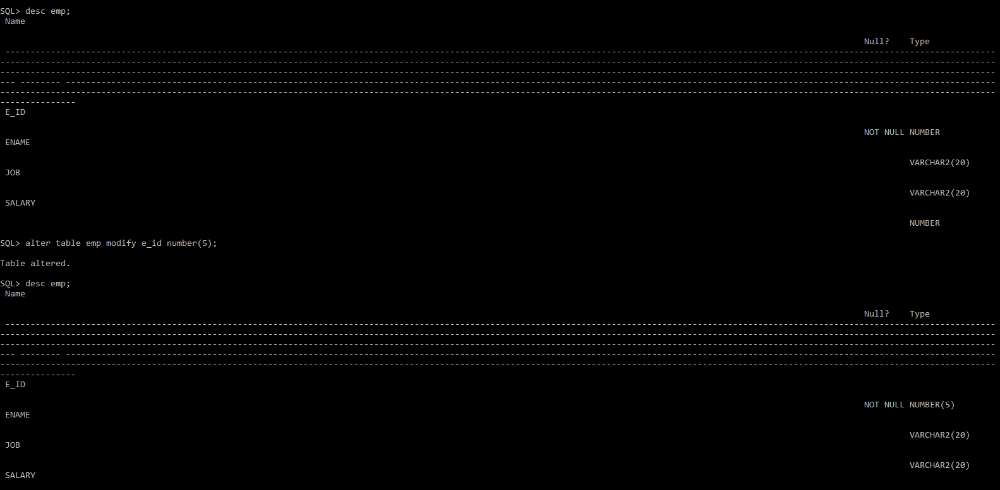 SQL> desc emp;
Name
Null? Type
--------------------------------------------------------------------------------------------------------------------------------------------------------------------------------------------------------------------
--- -------- ----------------------------------------------------------------------------------------------------------------------------------------------------------------------------------------
---------------
E_ID
NOT NULL NUMBER
ENAME
VARCHAR2(20)
JOB
VARCHAR2(20)
SALARY
NUMBER
SQL> alter table emp modify e_id number(5);
Table altered.
SQL> desc emp;
Name
Null? Type
--------------------------------------------------------------------------------------------------------------------------------------------------------------------------------------------------------------------
--- -------- ----------------------------------------------------------------------------------------------------------------------------------------------------------------------------------------
---------------
E_ID
NOT NULL NUMBER(5)
ENAME
VARCHAR2(20)
JOB
VARCHAR2(20)
SALARY